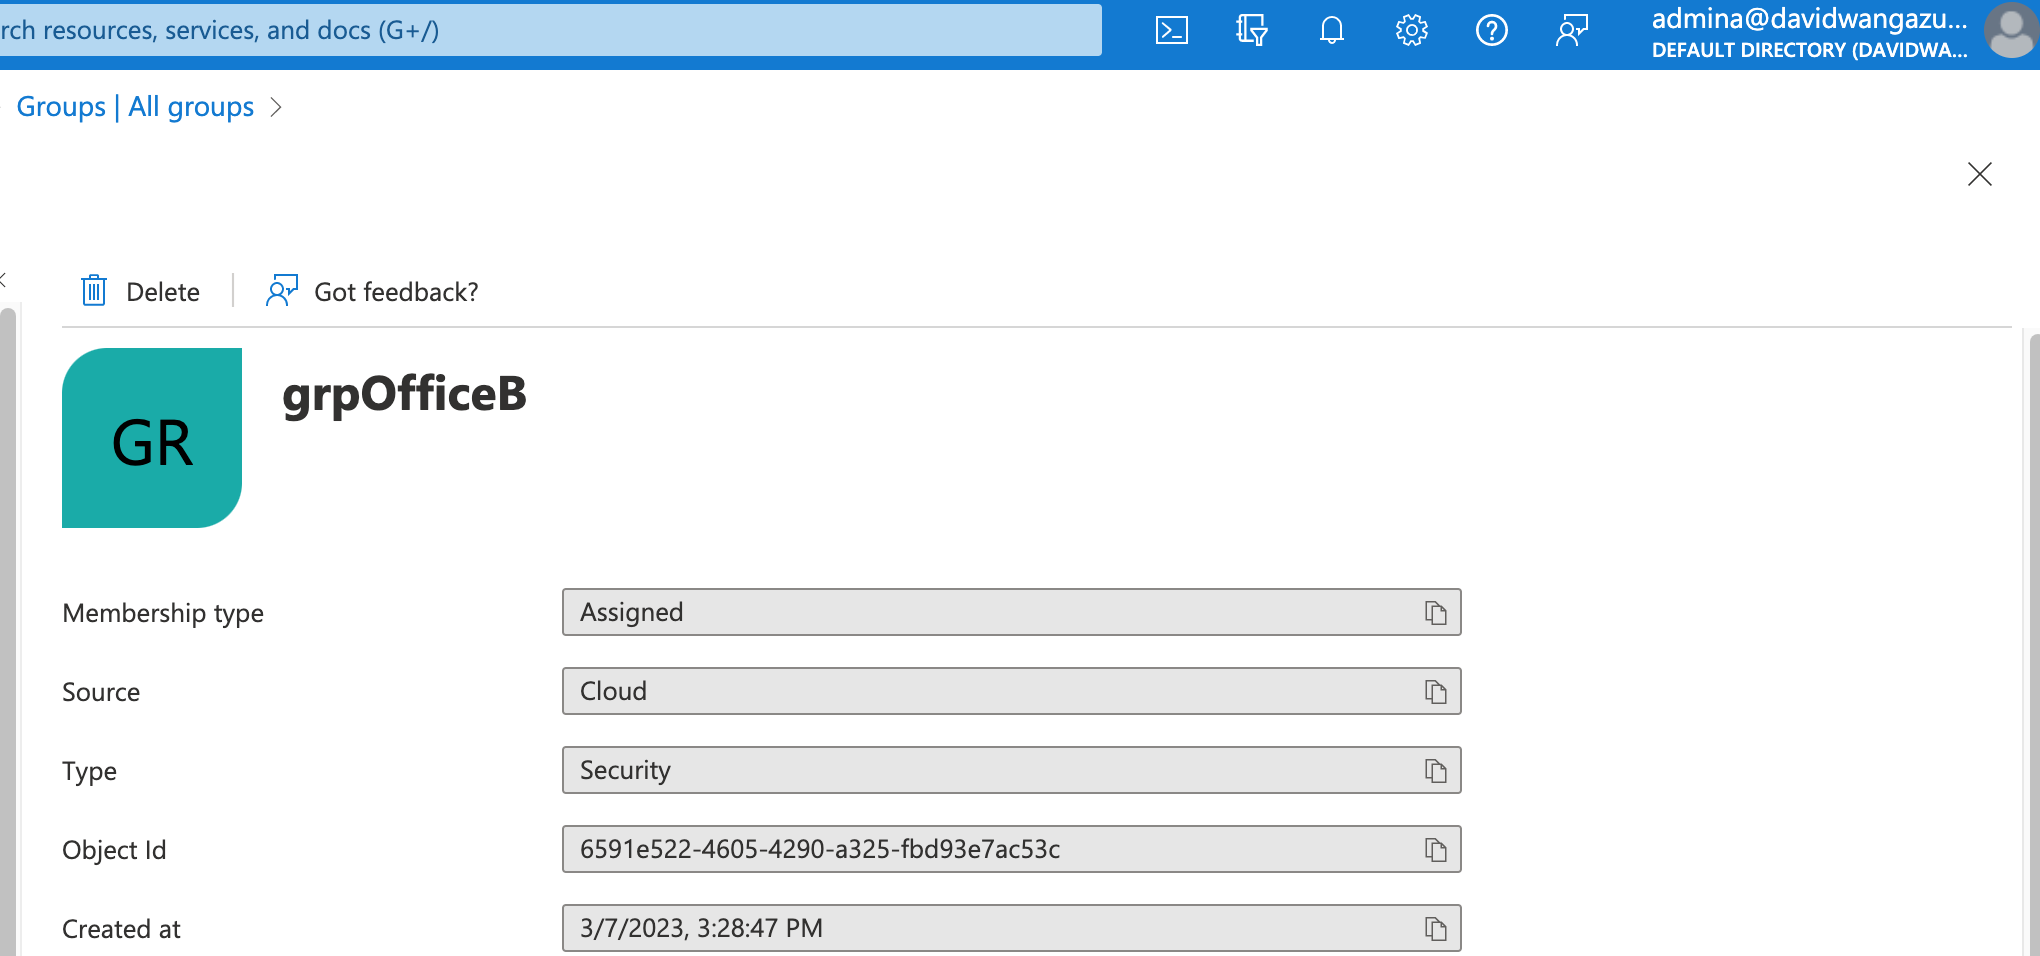 rch resources, services, and docs (G+/)
admina@davidwangazu...
DEFAULT DIRECTORY (DAVIDWA...
Groups | All groups
Delete
Got feedback?
GR
grpOfficeB
Membership type
Assigned
Source
Cloud
Type
Security
Object Id
6591e522-4605-4290-a325-fbd93e7ac53c
Created at
3/7/2023, 3:28:47 PM